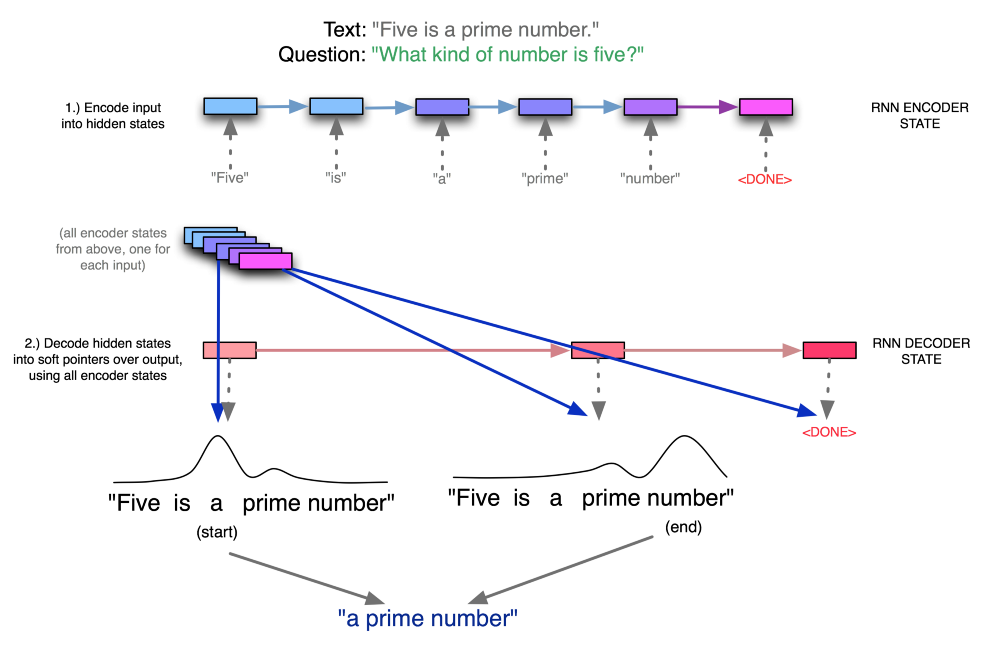 Text: "Five is a prime number."
Question: "What kind of number is five?"
1.) Encode input
into hidden states
RNN ENCODER
STATE
"Five" "is" "a" "prime" "number" <DONE>
(all encoder states
from above, one for
each input)
2.) Decode hidden states
into soft pointers over output,
using all encoder states
RNN DECODER
STATE
<DONE>
"Five is a prime number" "Five is a prime number"
(start) (end)
"a prime number"